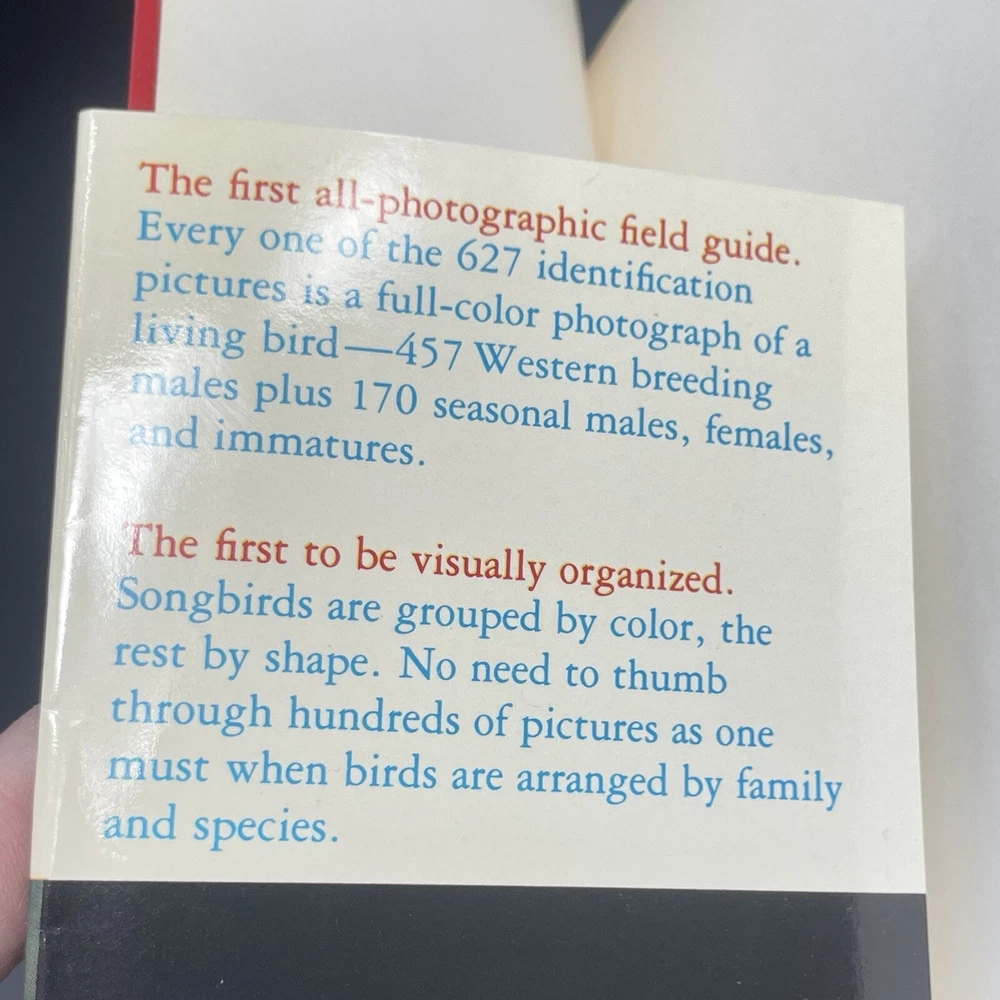 The first all-photographic field guide.
Every one of the 627 identification
pictures is a full-color photograph of a
living bird—457 Western breeding
males plus 170 seasonal males, females,
and immatures.
The first to be visually organized.
Songbirds are grouped by color, the
rest by shape. No need to thumb
through hundreds of pictures as one
must when birds are arranged by family
and species.